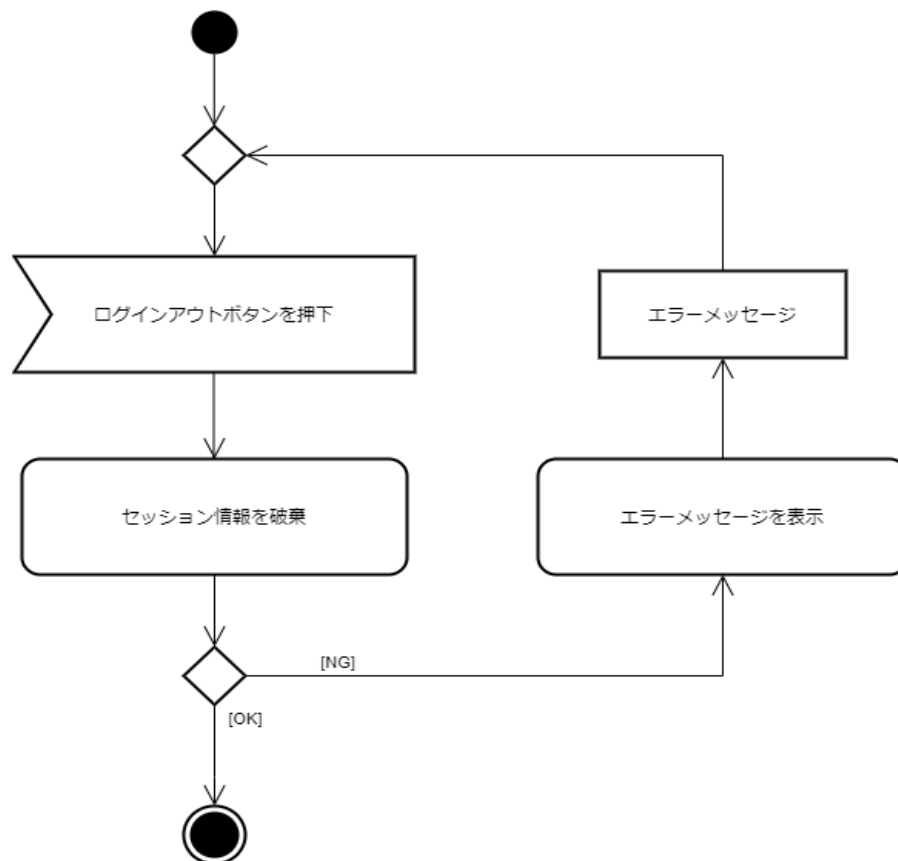 ログインアウトボタンを押下
エラーメッセージ
セッション情報を破棄
エラーメッセージを表示
[NG]
[OK]